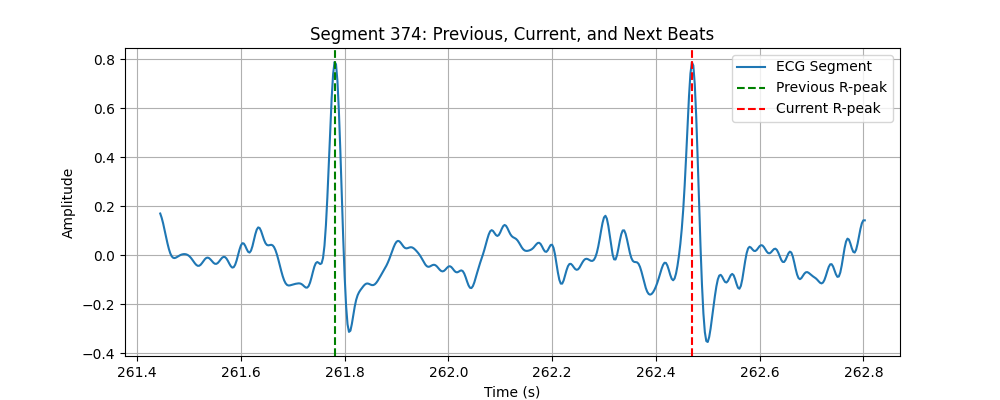 Segment 374: Previous, Current, and Next Beats
ECG Segment
Previous R-peak
Current R-peak
Amplitude
0.8
0.6
0.4
0.2
0.0
−0.2
−0.4
261.4 261.6 261.8 262.0 262.2 262.4 262.6 262.8
Time (s)